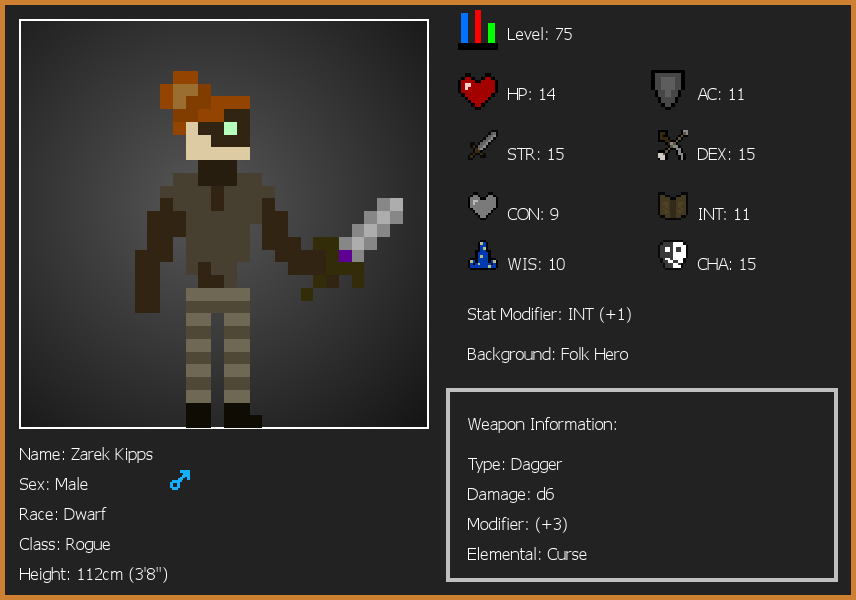 Level: 75
HP: 14
AC: 11
STR: 15
DEX: 15
CON: 9
INT: 11
WIS: 10
CHA: 15
Stat Modifier: INT (+1)
Background: Folk Hero
Weapon Information:
Type: Dagger
Damage: d6
Modifier: (+3)
Elemental: Curse
Name: Zarek Kipps
Sex: Male
Race: Dwarf
Class: Rogue
Height: 112cm (3'8")